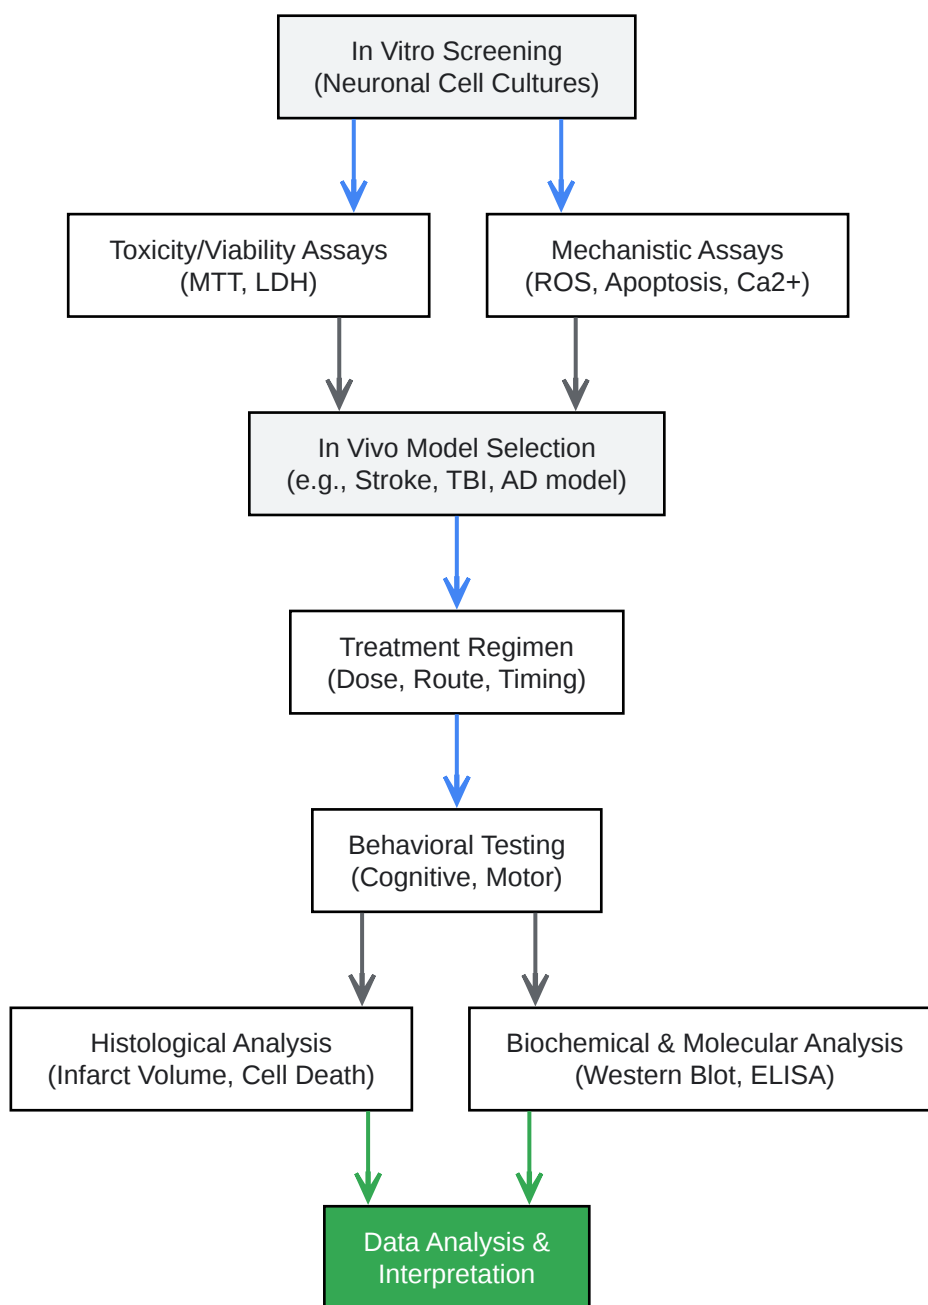 In Vitro Screening
(Neuronal Cell Cultures)
Toxicity/Viability Assays
(MTT, LDH)
Mechanistic Assays
(ROS, Apoptosis, Ca2+)
In Vivo Model Selection
(e.g., Stroke, TBI, AD model)
Treatment Regimen
(Dose, Route, Timing)
Behavioral Testing
(Cognitive, Motor)
Histological Analysis
(Infarct Volume, Cell Death)
Biochemical & Molecular Analysis
(Western Blot, ELISA)
Data Analysis &
Interpretation